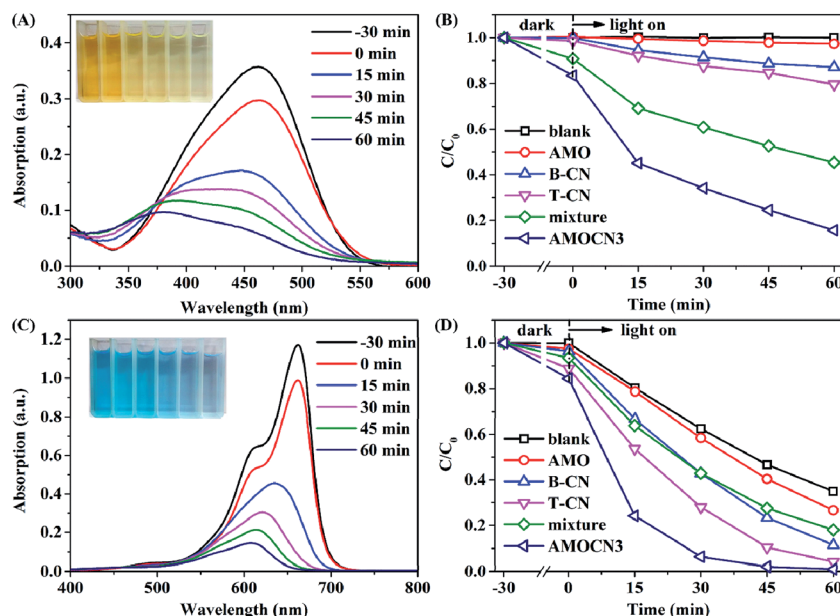 (A)
-30 min
0 min
15 min
30 min
45 min
60 min
0.4
0.3
0.2
0.1
0.0
300 350 400 450 500 550 600
Absorption (a.u.)
Wavelength (nm)
(B)
dark light on
1.0
0.8
0.6
0.4
0.2
0.0
blank
AMO
B-CN
T-CN
mixture
AMOCN3
-30 0 15 30 45 60
C/C0
Time (min)
(C)
-30 min
0 min
15 min
30 min
45 min
60 min
1.2
1.0
0.8
0.6
0.4
0.2
0.0
400 500 600 700 800
Absorption (a.u.)
Wavelength (nm)
(D)
dark light on
1.0
0.8
0.6
0.4
0.2
0.0
blank
AMO
B-CN
T-CN
mixture
AMOCN3
-30 0 15 30 45 60
C/C0
Time (min)